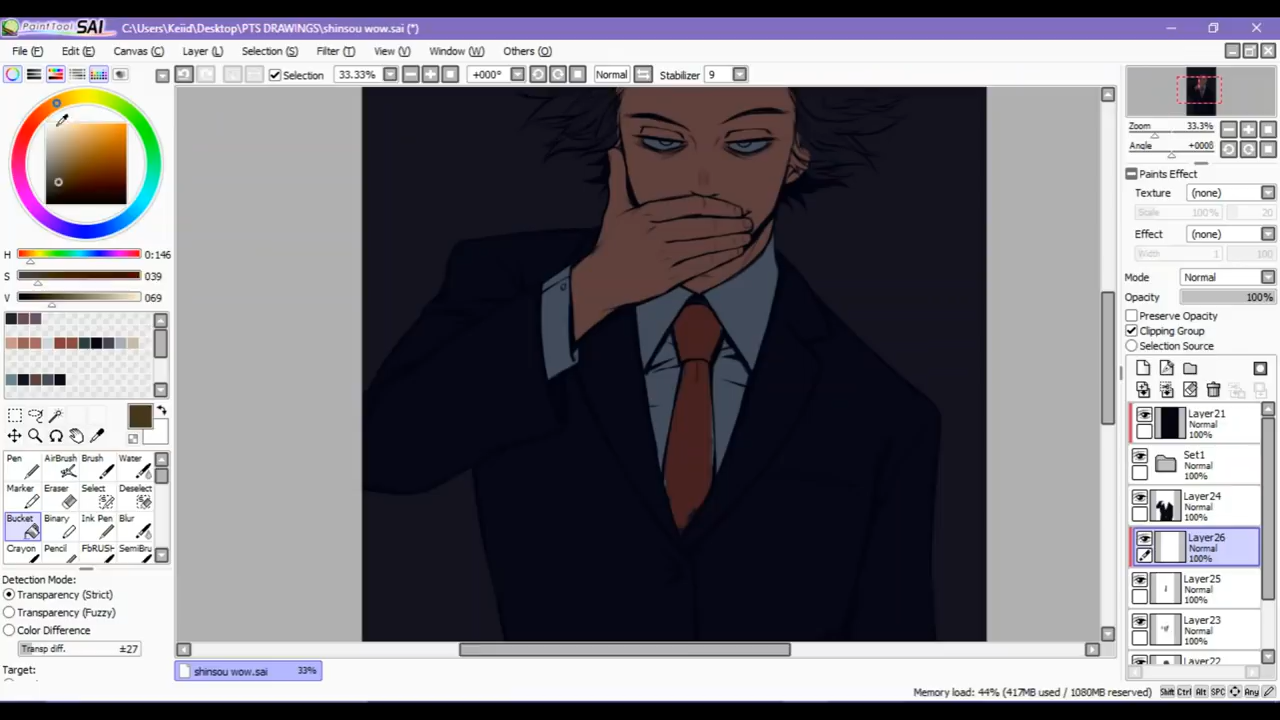 PaintTool SAI C:\Users\Keiid\Desktop\PTS DRAWINGS\shinsou wow.sai (*)
File (F) Edit (E) Canvas (C) Layer (L) Selection (S) Filter (T) View (V) Window (W) Others (O)
Selection 33.33% +000° Normal Stabilizer 9
Zoom 33.3%
Angle +000θ
Paints Effect
Texture (none)
Scale 100% 20
Effect (none)
Width 1 100
Mode Normal
Opacity 100%
Preserve Opacity
Clipping Group
Selection Source
H 0:146
S 039
V 069
Pen AirBrush Brush Water
Marker Eraser Select Deselect
Bucket Binary Ink Pen Blur
Crayon Pencil FbRUSH SemiBru
Detection Mode:
Transparency (Strict)
Transparency (Fuzzy)
Color Difference
Transp diff. ±27
Target:
Layer21
Normal
100%
Set1
Normal
100%
Layer24
Normal
100%
Layer26
Normal
100%
Layer25
Normal
100%
Layer23
Normal
100%
Layer22
shinsou wow.sai 33%
Memory load: 44% (417MB used / 1080MB reserved) Shift Ctrl Alt SPC Any